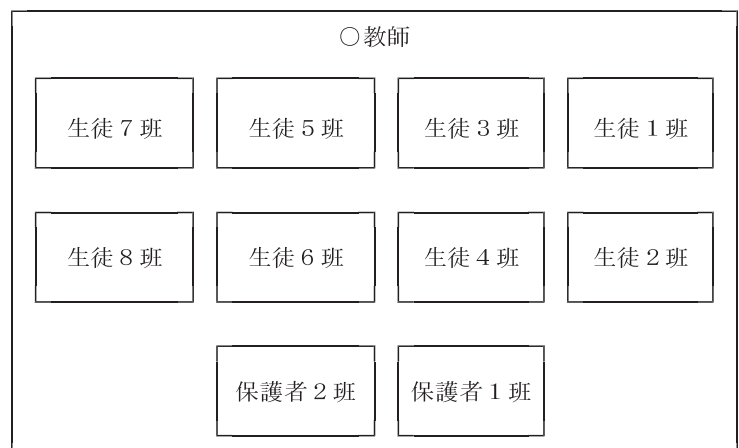 ○教師
生徒７班 生徒５班 生徒３班 生徒１班
生徒８班 生徒６班 生徒４班 生徒２班
保護者２班 保護者１班